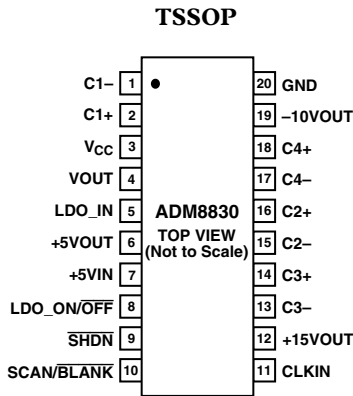 TSSOP
C1– 1 20 GND
C1+ 2 19 –10VOUT
VCC 3 18 C4+
VOUT 4 17 C4–
LDO_IN 5 16 C2+
ADM8830
+5VOUT 6 15 C2–
TOP VIEW
(Not to Scale)
+5VIN 7 14 C3+
LDO_ON/OFF 8 13 C3–
SHDN 9 12 +15VOUT
SCAN/BLANK 10 11 CLKIN